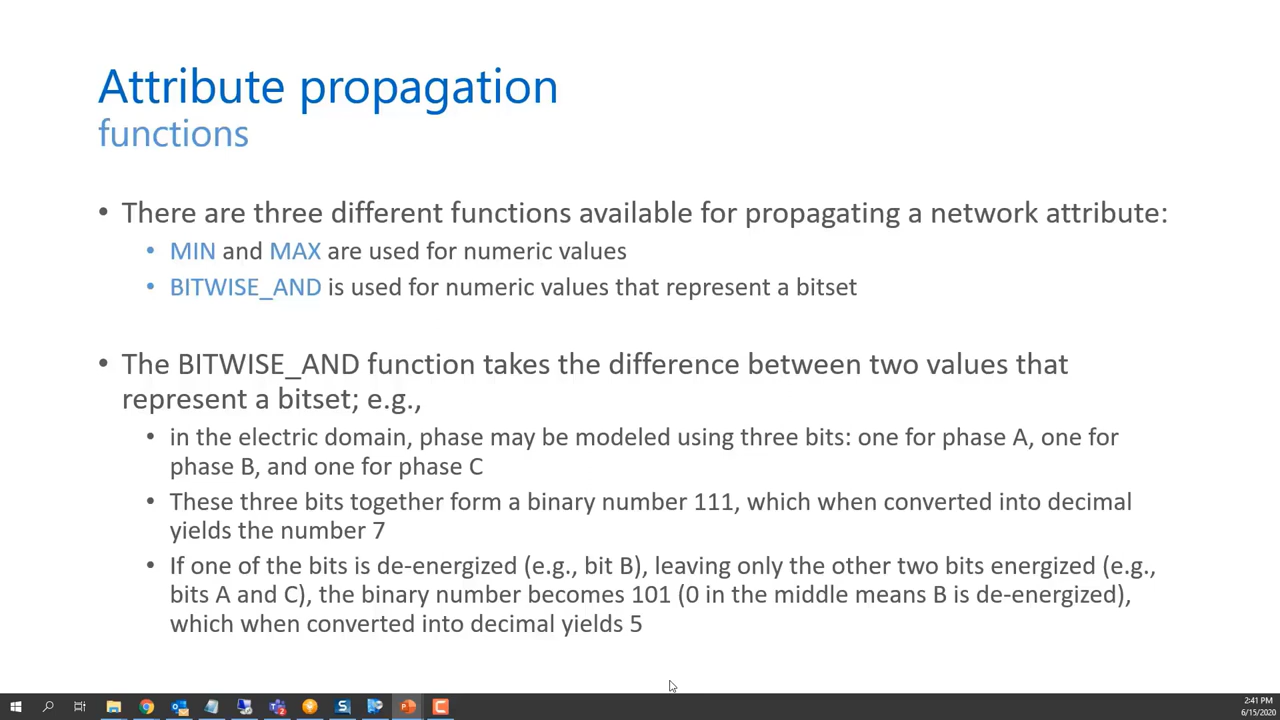 Attribute propagation
functions
• There are three different functions available for propagating a network attribute:
• MIN and MAX are used for numeric values
• BITWISE_AND is used for numeric values that represent a bitset
• The BITWISE_AND function takes the difference between two values that
represent a bitset; e.g.,
• in the electric domain, phase may be modeled using three bits: one for phase A, one for
phase B, and one for phase C
• These three bits together form a binary number 111, which when converted into decimal
yields the number 7
• If one of the bits is de-energized (e.g., bit B), leaving only the other two bits energized (e.g.,
bits A and C), the binary number becomes 101 (0 in the middle means B is de-energized),
which when converted into decimal yields 5
2:41 PM
6/15/2020